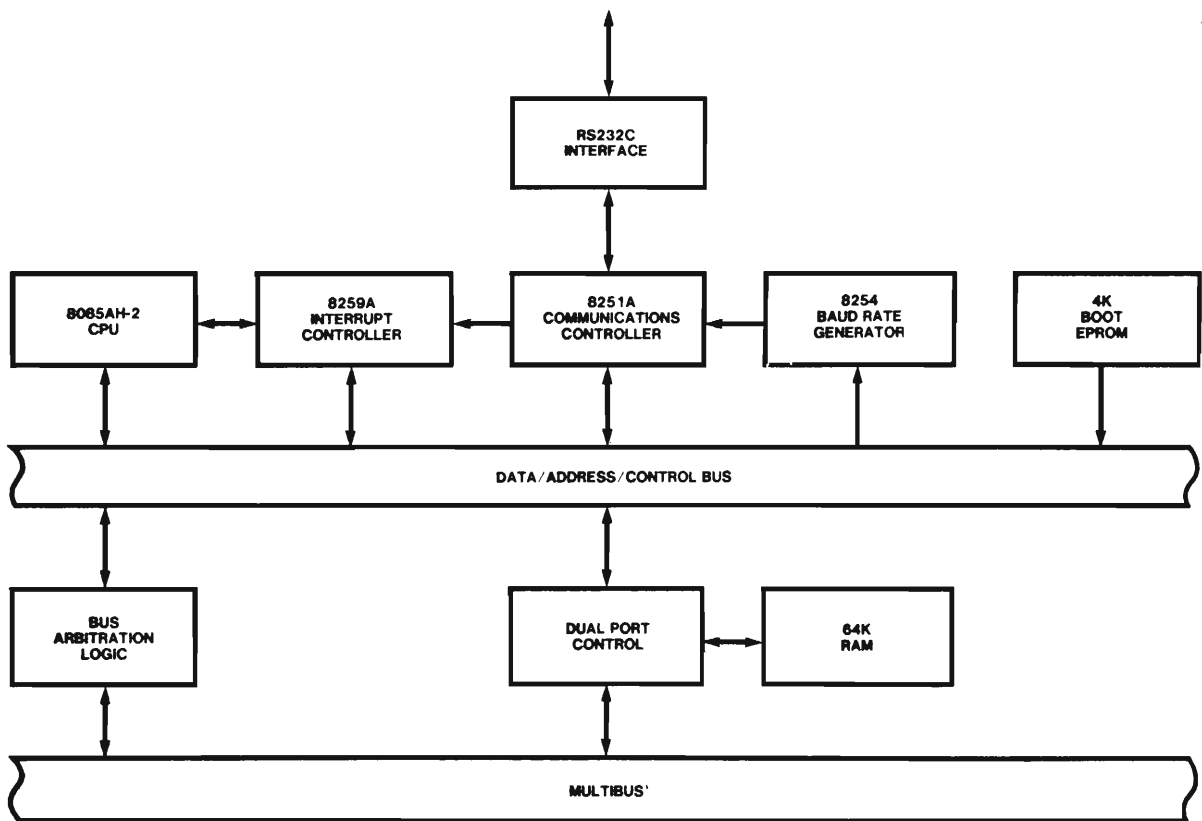 RS232C
INTERFACE
8085AH-2
CPU
8259A
INTERRUPT
CONTROLLER
8251A
COMMUNICATIONS
CONTROLLER
8254
BAUD RATE
GENERATOR
4K
BOOT
EPROM
DATA/ADDRESS/CONTROL BUS
BUS
ARBITRATION
LOGIC
DUAL PORT
CONTROL
64K
RAM
MULTIBUS'